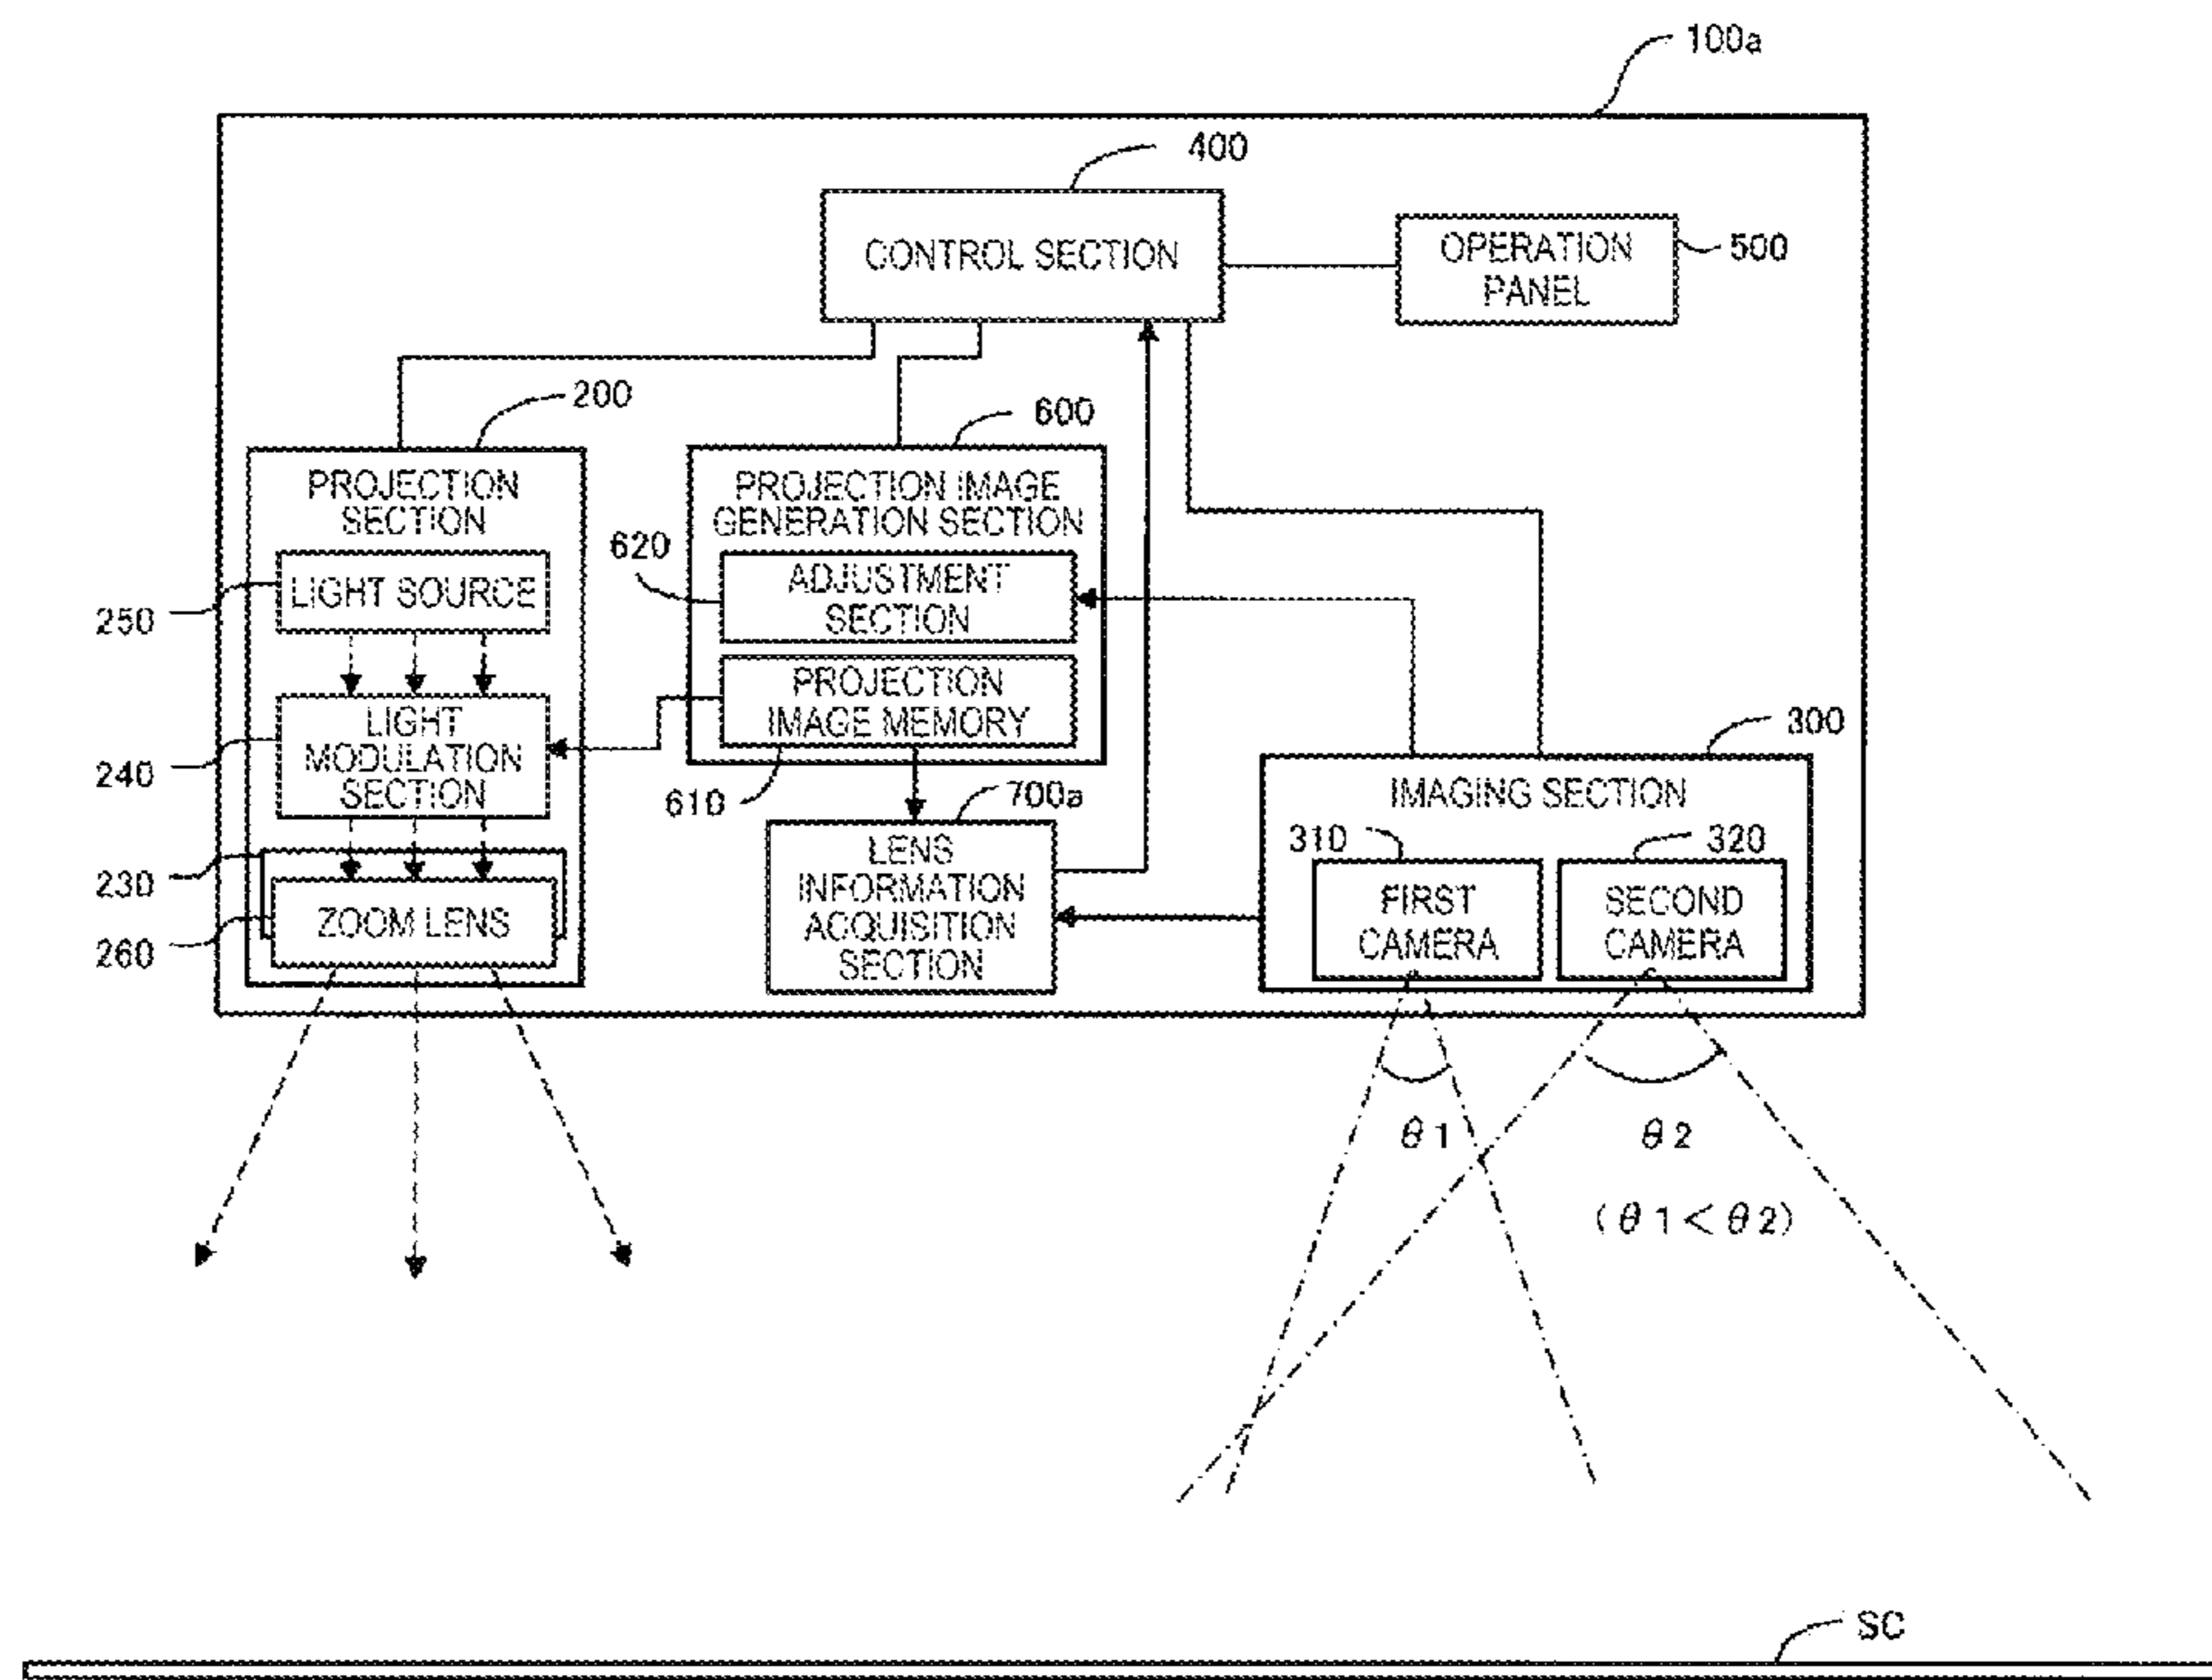 100a
400
CONTROL SECTION
OPERATION
PANEL
500
200
600
PROJECTION
SECTION
PROJECTION IMAGE
GENERATION SECTION
620
250
LIGHT SOURCE
ADJUSTMENT
SECTION
240
LIGHT
MODULATION
SECTION
PROJECTION
IMAGE MEMORY
610
700a
300
IMAGING SECTION
230
260
ZOOM LENS
LENS
INFORMATION
ACQUISITION
SECTION
310
320
FIRST
CAMERA
SECOND
CAMERA
θ1
θ2
(θ1<θ2)
SC